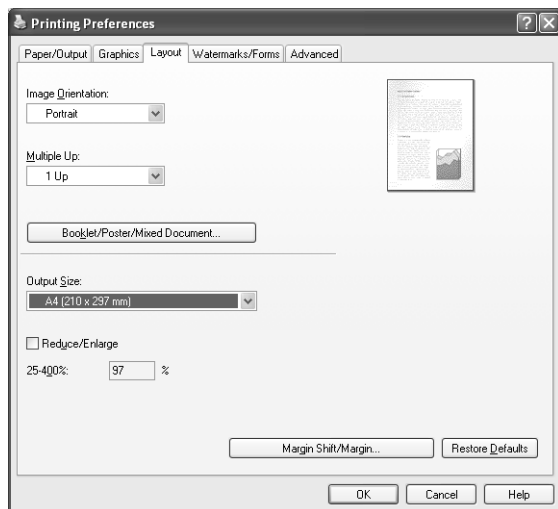 Printing Preferences
Paper/Output Graphics Layout Watermarks/Forms Advanced
Image Orientation:
Portrait
Multiple Up:
1 Up
Booklet/Poster/Mixed Document...
Output Size:
A4 (210 x 297 mm)
Reduce/Enlarge
25-400%: 97 %
Margin Shift/Margin... Restore Defaults
OK Cancel Help